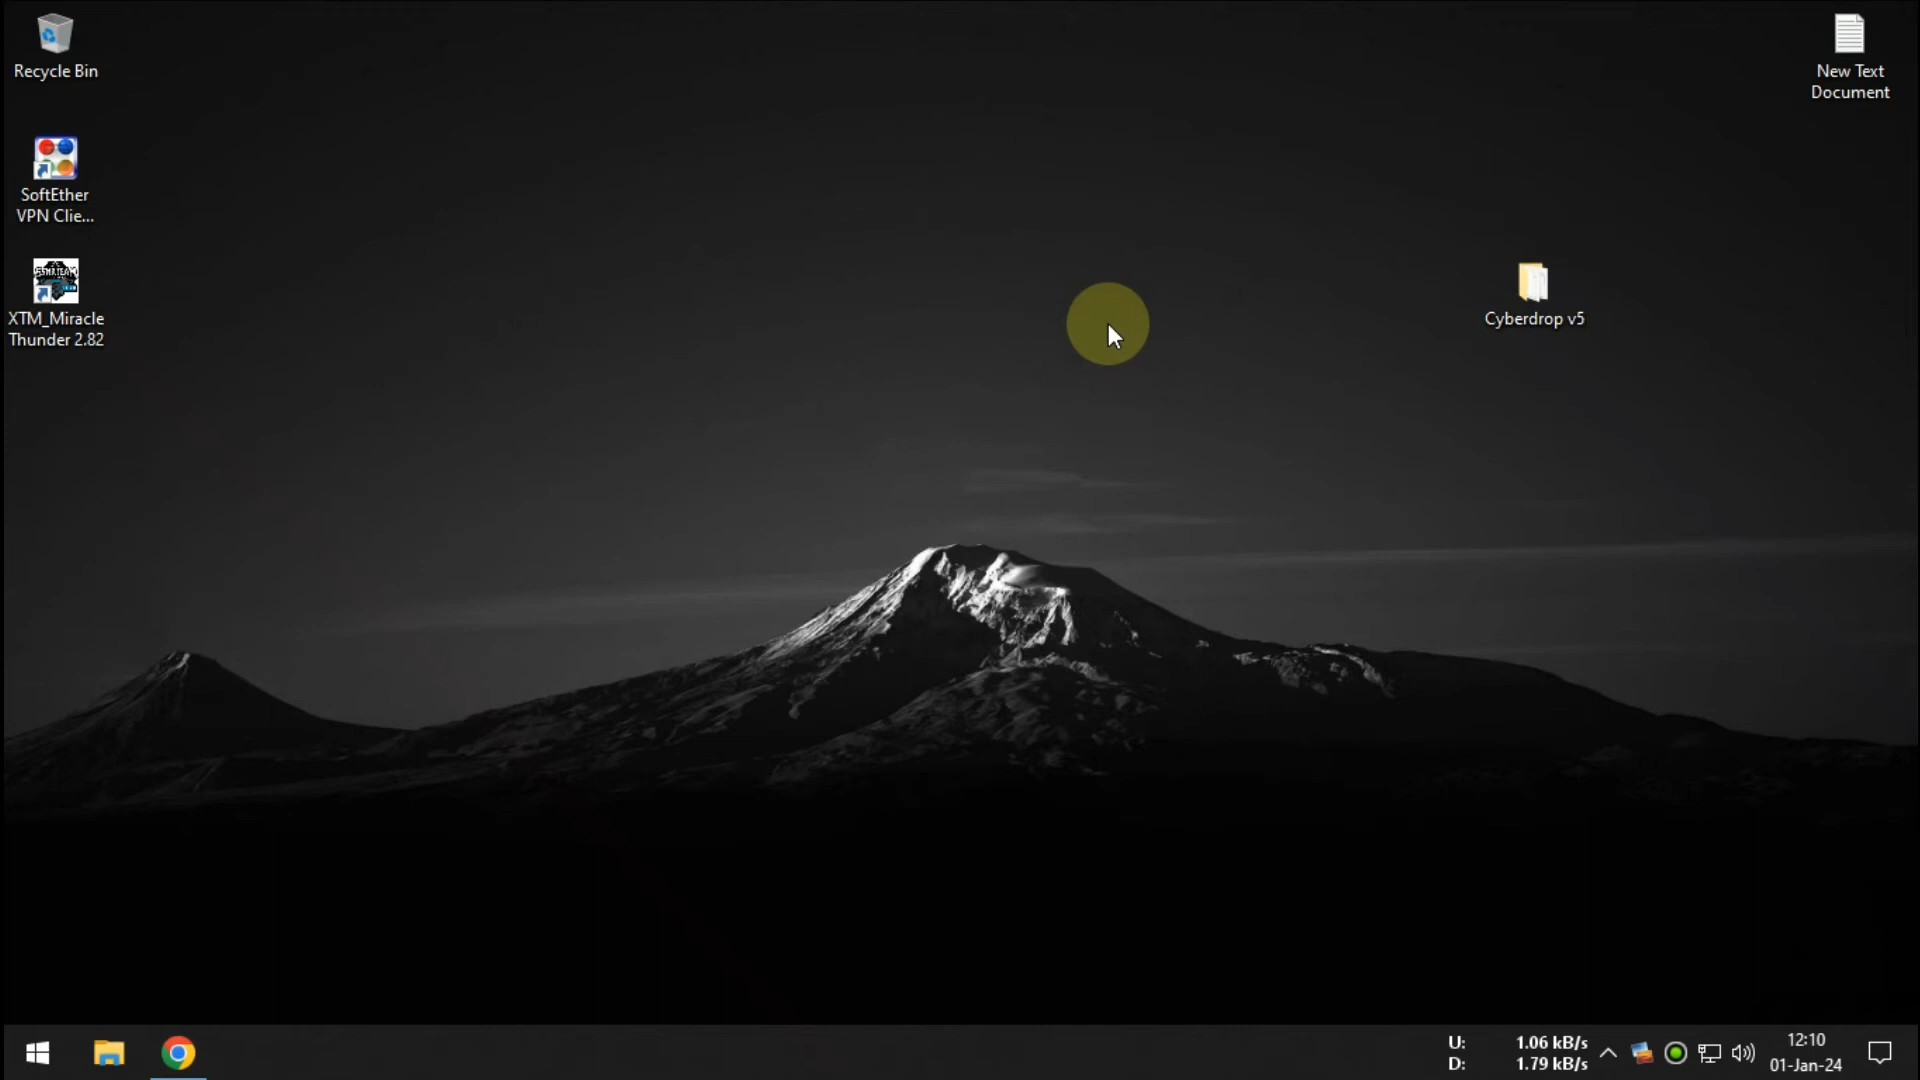 Recycle Bin
New Text
Document
SoftEther
VPN Clie...
XTM_Miracle
Thunder 2.82
Cyberdrop v5
U: 1.06 kB/s
D: 1.79 kB/s
12:10
01-Jan-24